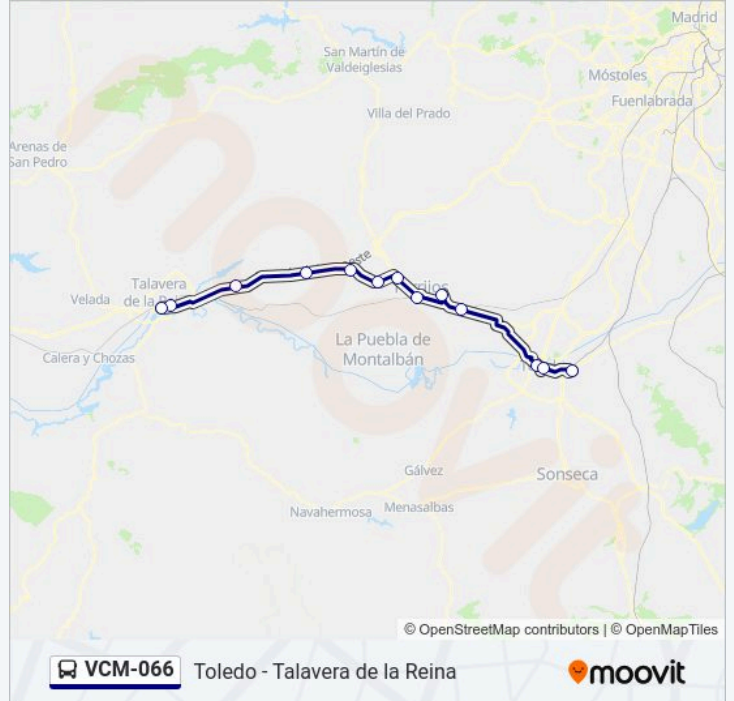 Madrid
San Martín de
Valdeiglesias
Móstoles
Fuenlabrada
Villa del Prado
Arenas de
San Pedro
Talavera
de la
Velada
La Puebla de
Montalbán
Calera y Chozas
Gálvez
Sonseca
Menasalbas
Navahermosa
moovit
© OpenStreetMap contributors | © OpenMapTiles
VCM-066 Toledo - Talavera de la Reina
moovit